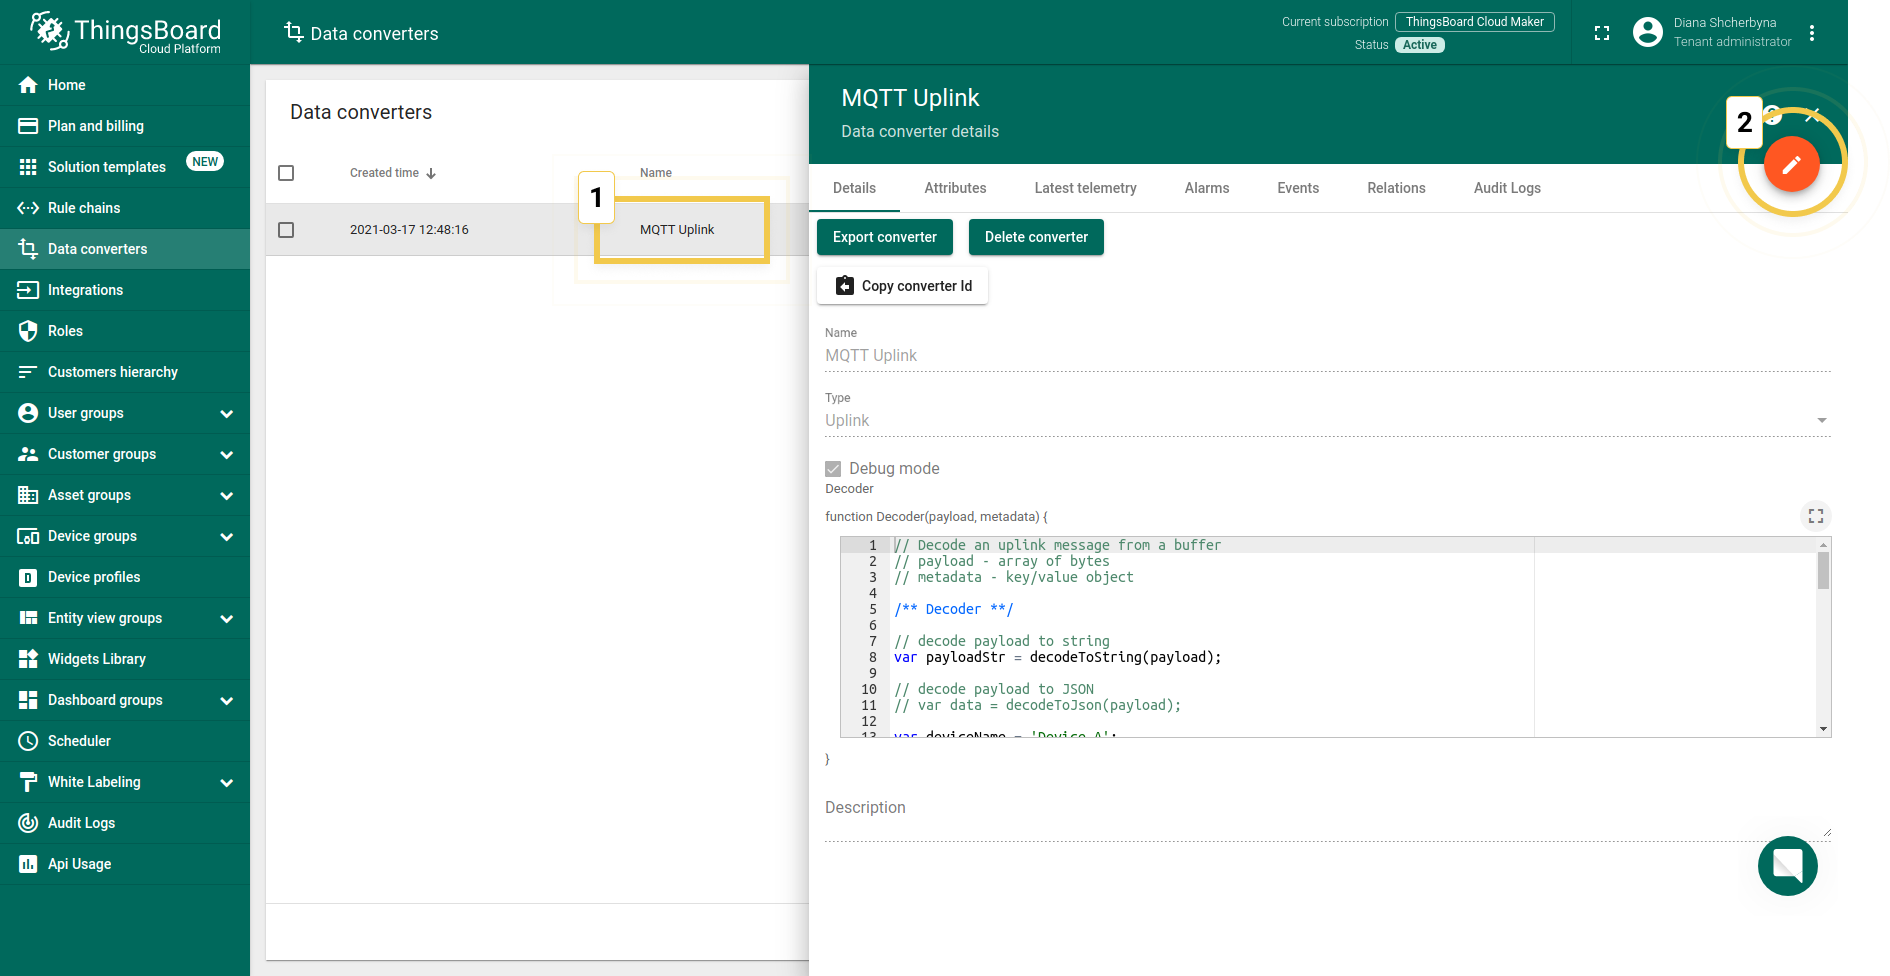 ThingsBoard
Cloud Platform
Data converters
Current subscription ThingsBoard Cloud Maker
Status Active
Diana Shcherbyna
Tenant administrator
Home
Plan and billing
Solution templates NEW
Rule chains
Data converters
Integrations
Roles
Customers hierarchy
User groups
Customer groups
Asset groups
Device groups
Device profiles
Entity view groups
Widgets Library
Dashboard groups
Scheduler
White Labeling
Audit Logs
Api Usage
Data converters
Created time Name
1
2021-03-17 12:48:16 MQTT Uplink
MQTT Uplink
Data converter details
2
Details Attributes Latest telemetry Alarms Events Relations Audit Logs
Export converter Delete converter
Copy converter Id
Name
MQTT Uplink
Type
Uplink
Debug mode
Decoder
function Decoder(payload, metadata) {
1 // Decode an uplink message from a buffer
2 // payload - array of bytes
3 // metadata - key/value object
4
5 /** Decoder **/
6
7 // decode payload to string
8 var payloadStr = decodeToString(payload);
9
10 // decode payload to JSON
11 // var data = decodeToJson(payload);
12
13 var deviceName = 'Device A';
}
Description